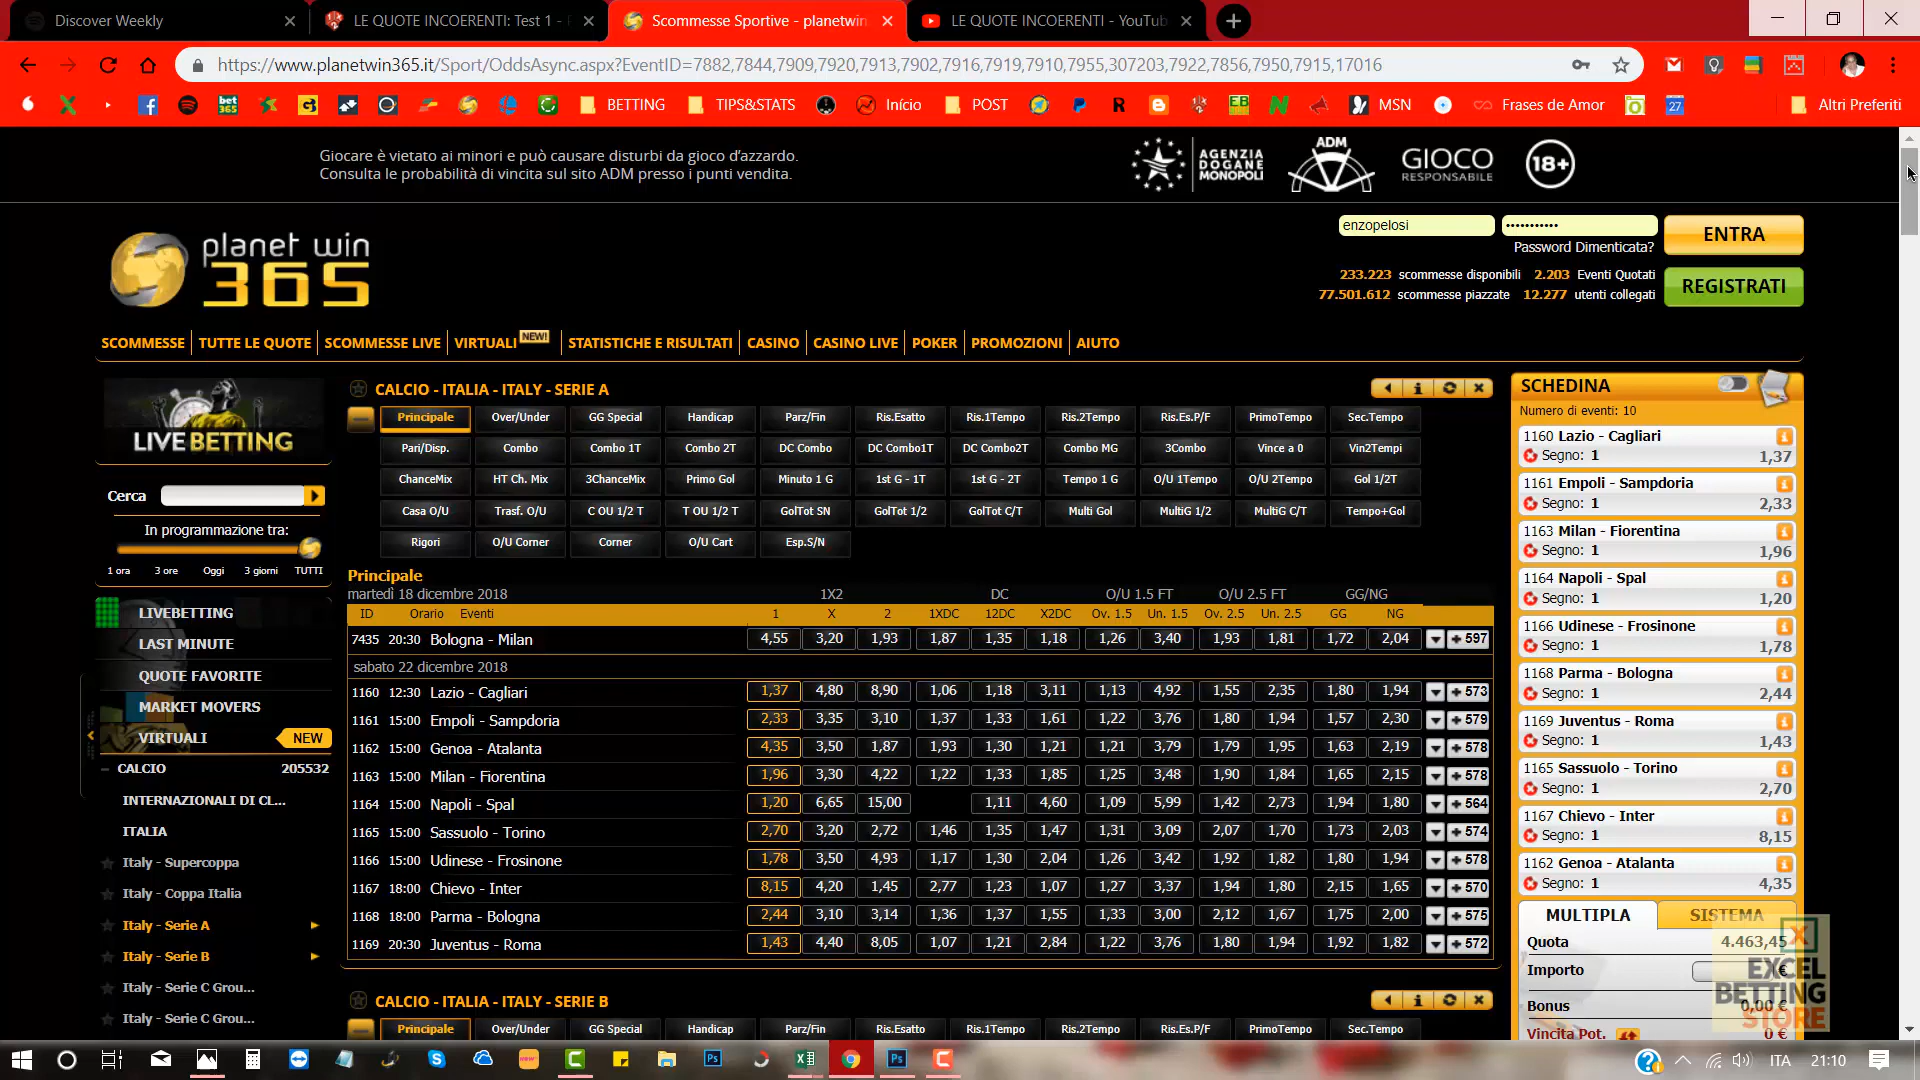 Discover Weekly
LE QUOTE INCOERENTI: Test 1 -
Scommesse Sportive - planetwin
LE QUOTE INCOERENTI - YouTub
https://www.planetwin365.it/Sport/OddsAsync.aspx?EventID=7882,7844,7909,7920,7913,7902,7916,7919,7910,7955,307203,7922,7856,7950,7915,17016
BETTING TIPS&STATS Início POST MSN Frases de Amor 27 Altri Preferiti
Giocare è vietato ai minori e può causare disturbi da gioco d'azzardo.
Consulta le probabilità di vincita sul sito ADM presso i punti vendita.
AGENZIA DOGANE MONOPOLI
ADM
GIOCO RESPONSABILE
18+
planet win 365
enzopelosi ••••••••••• ENTRA
Password Dimenticata?
233.223 scommesse disponibili 2.203 Eventi Quotati
77.501.612 scommesse piazzate 12.277 utenti collegati
REGISTRATI
SCOMMESSE TUTTE LE QUOTE SCOMMESSE LIVE VIRTUALI NEW! STATISTICHE E RISULTATI CASINO CASINO LIVE POKER PROMOZIONI AIUTO
LIVEBETTING
Cerca
In programmazione tra:
1 ora 3 ore Oggi 3 giorni TUTTI
LIVEBETTING
LAST MINUTE
QUOTE FAVORITE
MARKET MOVERS
VIRTUALI NEW
CALCIO 205532
INTERNAZIONALI DI CL...
ITALIA
Italy - Supercoppa
Italy - Coppa Italia
Italy - Serie A
Italy - Serie B
Italy - Serie C Grou...
Italy - Serie C Grou...
CALCIO - ITALIA - ITALY - SERIE A
Principale Over/Under GG Special Handicap Parz/Fin Ris.Esatto Ris.1Tempo Ris.2Tempo Ris.Es.P/F PrimoTempo Sec.Tempo
Pari/Disp. Combo Combo 1T Combo 2T DC Combo DC Combo1T DC Combo2T Combo MG 3Combo Vince a 0 Vin2Tempi
ChanceMix HT Ch. Mix 3ChanceMix Primo Gol Minuto 1 G 1st G - 1T 1st G - 2T Tempo 1 G O/U 1Tempo O/U 2Tempo Gol 1/2T
Casa O/U Trasf. O/U C OU 1/2 T T OU 1/2 T GolTot SN GolTot 1/2 GolTot C/T Multi Gol MultiG 1/2 MultiG C/T Tempo+Gol
Rigori O/U Corner Corner O/U Cart Esp.S/N
Principale
martedì 18 dicembre 2018 1X2 DC O/U 1.5 FT O/U 2.5 FT GG/NG
ID Orario Eventi 1 X 2 1XDC 12DC X2DC Ov. 1.5 Un. 1.5 Ov. 2.5 Un. 2.5 GG NG
7435 20:30 Bologna - Milan 4,55 3,20 1,93 1,87 1,35 1,18 1,26 3,40 1,93 1,81 1,72 2,04 +597
sabato 22 dicembre 2018
1160 12:30 Lazio - Cagliari 1,37 4,80 8,90 1,06 1,18 3,11 1,13 4,92 1,55 2,35 1,80 1,94 +573
1161 15:00 Empoli - Sampdoria 2,33 3,35 3,10 1,37 1,33 1,61 1,22 3,76 1,80 1,94 1,57 2,30 +579
1162 15:00 Genoa - Atalanta 4,35 3,50 1,87 1,93 1,30 1,21 1,21 3,79 1,79 1,95 1,63 2,19 +578
1163 15:00 Milan - Fiorentina 1,96 3,30 4,22 1,22 1,33 1,85 1,25 3,48 1,90 1,84 1,65 2,15 +578
1164 15:00 Napoli - Spal 1,20 6,65 15,00 1,11 4,60 1,09 5,99 1,42 2,73 1,94 1,80 +564
1165 15:00 Sassuolo - Torino 2,70 3,20 2,72 1,46 1,35 1,47 1,31 3,09 2,07 1,70 1,73 2,03 +574
1166 15:00 Udinese - Frosinone 1,78 3,50 4,93 1,17 1,30 2,04 1,26 3,42 1,92 1,82 1,80 1,94 +578
1167 18:00 Chievo - Inter 8,15 4,20 1,45 2,77 1,23 1,07 1,27 3,37 1,94 1,80 2,15 1,65 +570
1168 18:00 Parma - Bologna 2,44 3,10 3,14 1,36 1,37 1,55 1,33 3,00 2,12 1,67 1,75 2,00 +575
1169 20:30 Juventus - Roma 1,43 4,40 8,05 1,07 1,21 2,84 1,22 3,76 1,80 1,94 1,92 1,82 +572
CALCIO - ITALIA - ITALY - SERIE B
Principale Over/Under GG Special Handicap Parz/Fin Ris.Esatto Ris.1Tempo Ris.2Tempo Ris.Es.P/F PrimoTempo Sec.Tempo
SCHEDINA
Numero di eventi: 10
1160 Lazio - Cagliari
Segno: 1 1,37
1161 Empoli - Sampdoria
Segno: 1 2,33
1163 Milan - Fiorentina
Segno: 1 1,96
1164 Napoli - Spal
Segno: 1 1,20
1166 Udinese - Frosinone
Segno: 1 1,78
1168 Parma - Bologna
Segno: 1 2,44
1169 Juventus - Roma
Segno: 1 1,43
1165 Sassuolo - Torino
Segno: 1 2,70
1167 Chievo - Inter
Segno: 1 8,15
1162 Genoa - Atalanta
Segno: 1 4,35
MULTIPLA SISTEMA
Quota 4.463,45
Importo €
Bonus 0,00 €
Vincita Pot. 0 €
EXCEL BETTING STORE
ITA 21:10